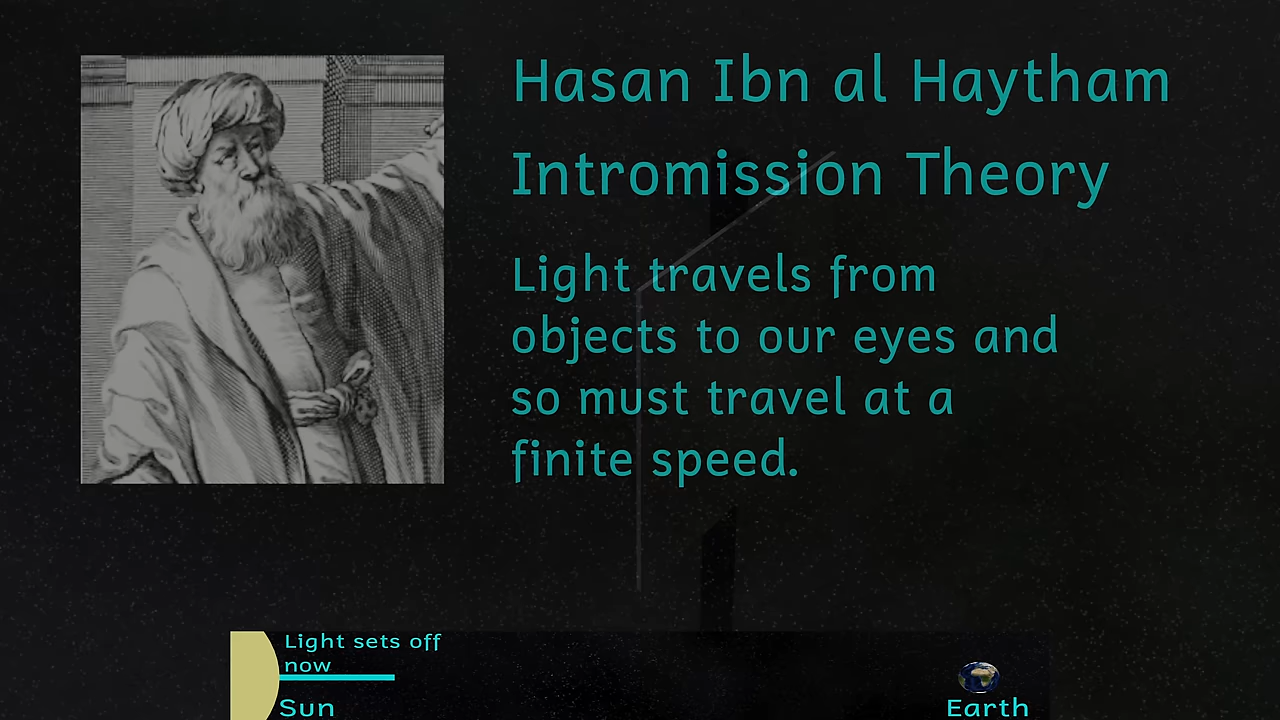 Hasan Ibn al Haytham
Intromission Theory
Light travels from
objects to our eyes and
so must travel at a
finite speed.
Light sets off
now
Sun
Earth